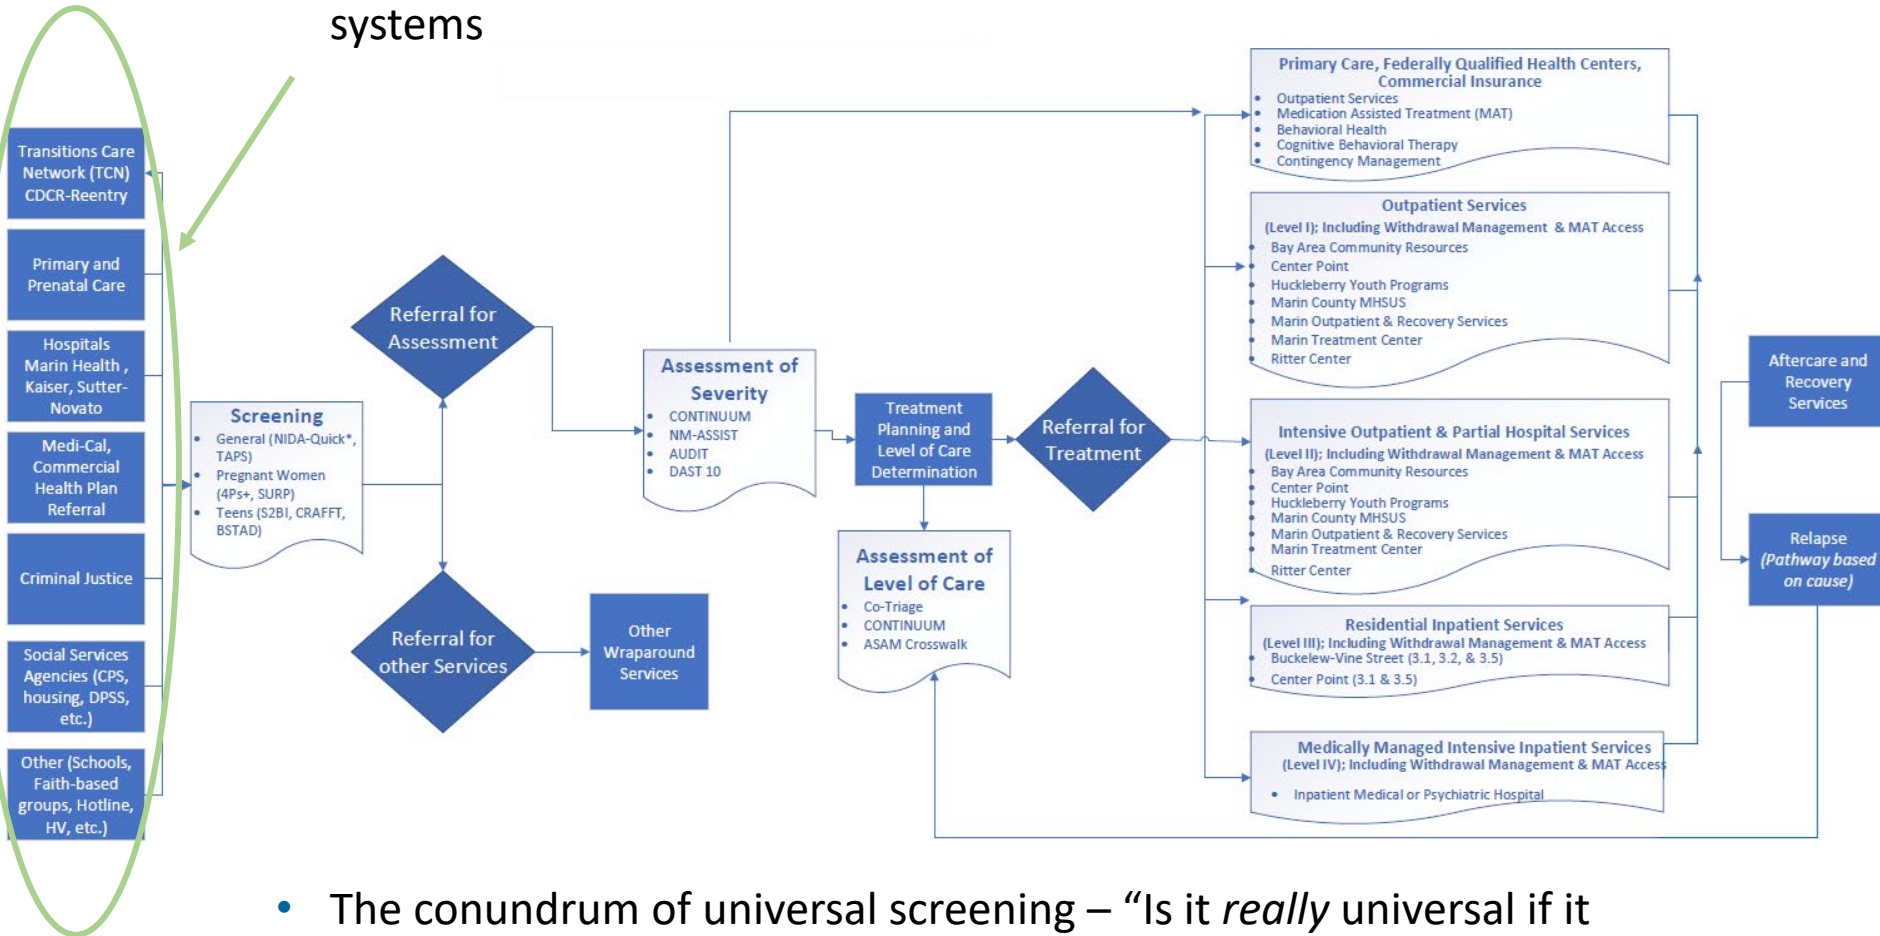 systems
Transitions Care
Network (TCN)
CDCR-Reentry
Primary and
Prenatal Care
Hospitals
Marin Health ,
Kaiser, Sutter-
Novato
Medi-Cal,
Commercial
Health Plan
Referral
Criminal Justice
Social Services
Agencies (CPS,
housing, DPSS,
etc.)
Other (Schools,
Faith-based
groups, Hotline,
HV, etc.)
Screening
• General (NIDA-Quick*,
TAPS)
• Pregnant Women
(4Ps+, SURP)
• Teens (S2BI, CRAFFT,
BSTAD)
Referral for
Assessment
Referral for
other Services
Other
Wraparound
Services
Assessment of
Severity
• CONTINUUM
• NM-ASSIST
• AUDIT
• DAST 10
Treatment
Planning and
Level of Care
Determination
Assessment of
Level of Care
• Co-Triage
• CONTINUUM
• ASAM Crosswalk
Referral for
Treatment
Primary Care, Federally Qualified Health Centers,
Commercial Insurance
• Outpatient Services
• Medication Assisted Treatment (MAT)
• Behavioral Health
• Cognitive Behavioral Therapy
• Contingency Management
Outpatient Services
(Level I); Including Withdrawal Management & MAT Access
• Bay Area Community Resources
• Center Point
• Huckleberry Youth Programs
• Marin County MHSUS
• Marin Outpatient & Recovery Services
• Marin Treatment Center
• Ritter Center
Intensive Outpatient & Partial Hospital Services
(Level II); Including Withdrawal Management & MAT Access
• Bay Area Community Resources
• Center Point
• Huckleberry Youth Programs
• Marin County MHSUS
• Marin Outpatient & Recovery Services
• Marin Treatment Center
• Ritter Center
Residential Inpatient Services
(Level III); Including Withdrawal Management & MAT Access
• Buckelew-Vine Street (3.1, 3.2, & 3.5)
• Center Point (3.1 & 3.5)
Medically Managed Intensive Inpatient Services
(Level IV); Including Withdrawal Management & MAT Access
• Inpatient Medical or Psychiatric Hospital
Aftercare and
Recovery
Services
Relapse
(Pathway based
on cause)
• The conundrum of universal screening – “Is it really universal if it